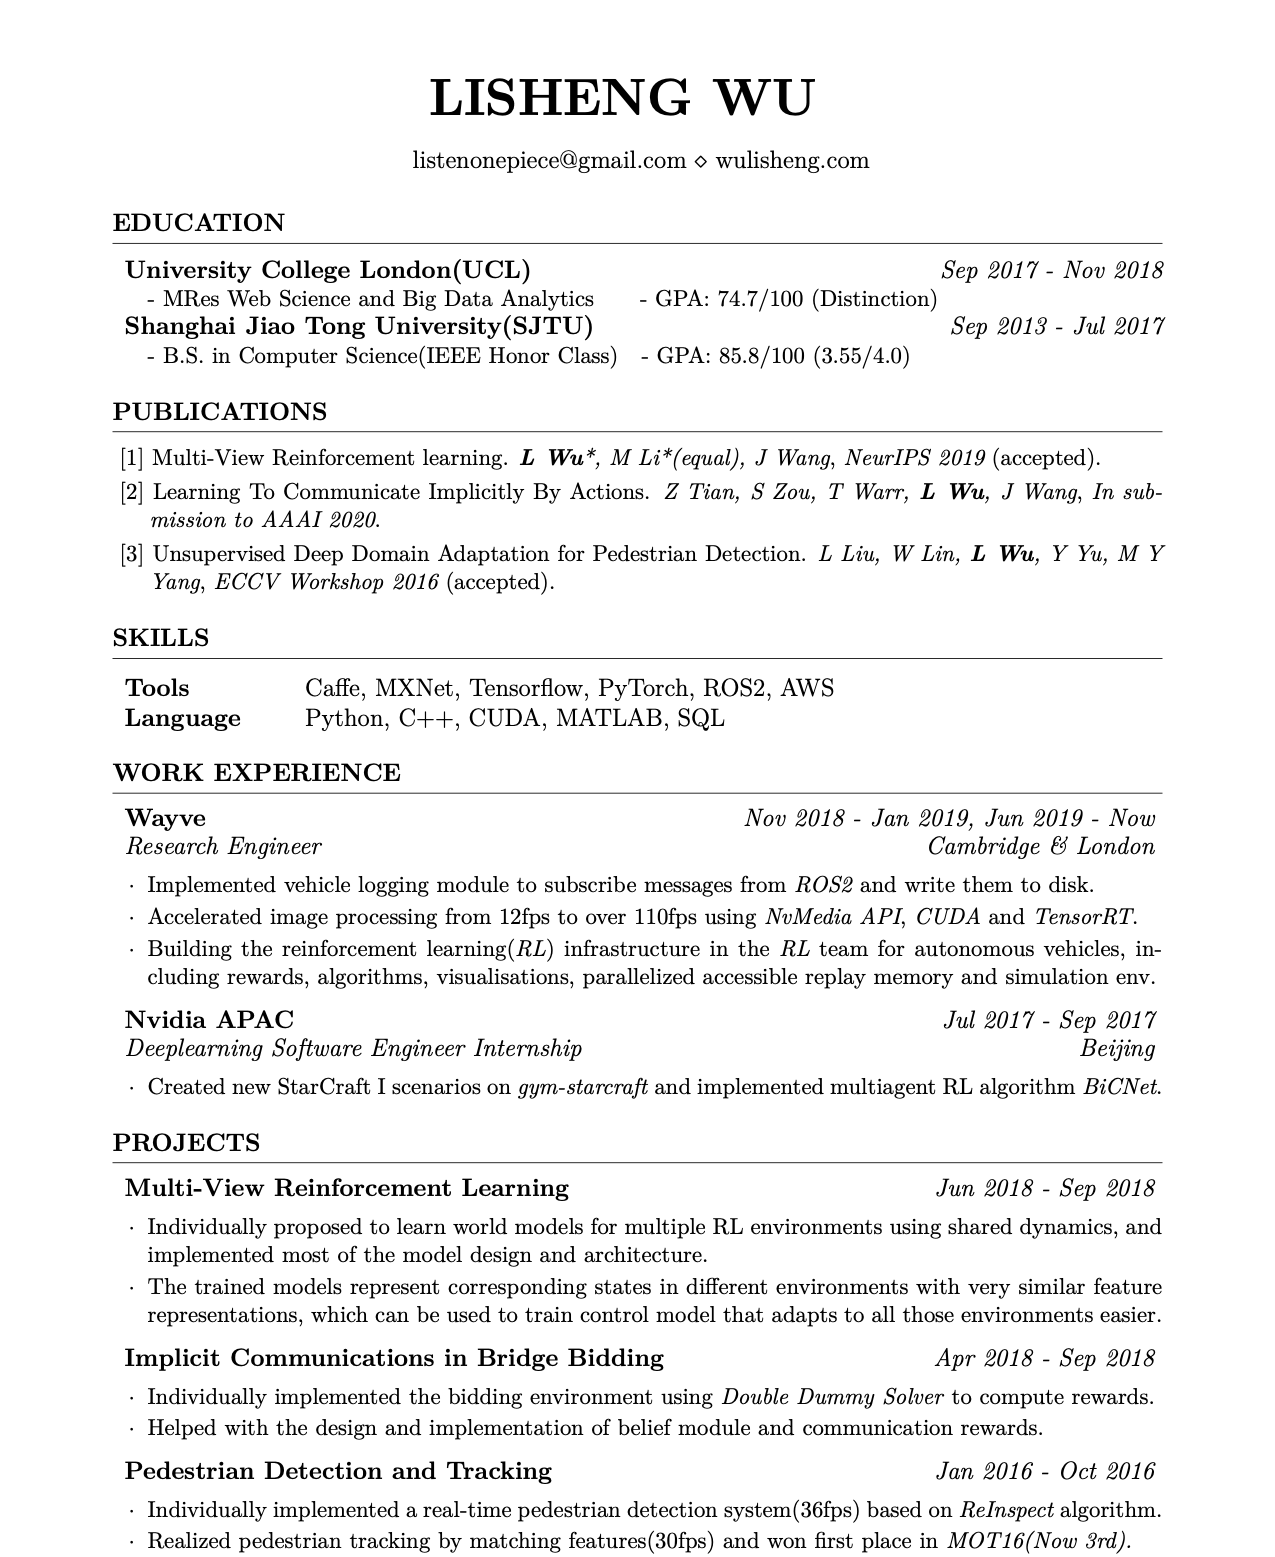 LISHENG WU
listenonepiece@gmail.com ⋄ wulisheng.com
EDUCATION
University College London(UCL) Sep 2017 - Nov 2018
- MRes Web Science and Big Data Analytics - GPA: 74.7/100 (Distinction)
Shanghai Jiao Tong University(SJTU) Sep 2013 - Jul 2017
- B.S. in Computer Science(IEEE Honor Class) - GPA: 85.8/100 (3.55/4.0)
PUBLICATIONS
[1] Multi-View Reinforcement learning. L Wu*, M Li*(equal), J Wang, NeurIPS 2019 (accepted).
[2] Learning To Communicate Implicitly By Actions. Z Tian, S Zou, T Warr, L Wu, J Wang, In sub-
mission to AAAI 2020.
[3] Unsupervised Deep Domain Adaptation for Pedestrian Detection. L Liu, W Lin, L Wu, Y Yu, M Y
Yang, ECCV Workshop 2016 (accepted).
SKILLS
Tools Caffe, MXNet, Tensorflow, PyTorch, ROS2, AWS
Language Python, C++, CUDA, MATLAB, SQL
WORK EXPERIENCE
Wayve Nov 2018 - Jan 2019, Jun 2019 - Now
Research Engineer Cambridge & London
· Implemented vehicle logging module to subscribe messages from ROS2 and write them to disk.
· Accelerated image processing from 12fps to over 110fps using NvMedia API, CUDA and TensorRT.
· Building the reinforcement learning(RL) infrastructure in the RL team for autonomous vehicles, in-
cluding rewards, algorithms, visualisations, parallelized accessible replay memory and simulation env.
Nvidia APAC Jul 2017 - Sep 2017
Deeplearning Software Engineer Internship Beijing
· Created new StarCraft I scenarios on gym-starcraft and implemented multiagent RL algorithm BiCNet.
PROJECTS
Multi-View Reinforcement Learning Jun 2018 - Sep 2018
· Individually proposed to learn world models for multiple RL environments using shared dynamics, and
implemented most of the model design and architecture.
· The trained models represent corresponding states in different environments with very similar feature
representations, which can be used to train control model that adapts to all those environments easier.
Implicit Communications in Bridge Bidding Apr 2018 - Sep 2018
· Individually implemented the bidding environment using Double Dummy Solver to compute rewards.
· Helped with the design and implementation of belief module and communication rewards.
Pedestrian Detection and Tracking Jan 2016 - Oct 2016
· Individually implemented a real-time pedestrian detection system(36fps) based on ReInspect algorithm.
· Realized pedestrian tracking by matching features(30fps) and won first place in MOT16(Now 3rd).